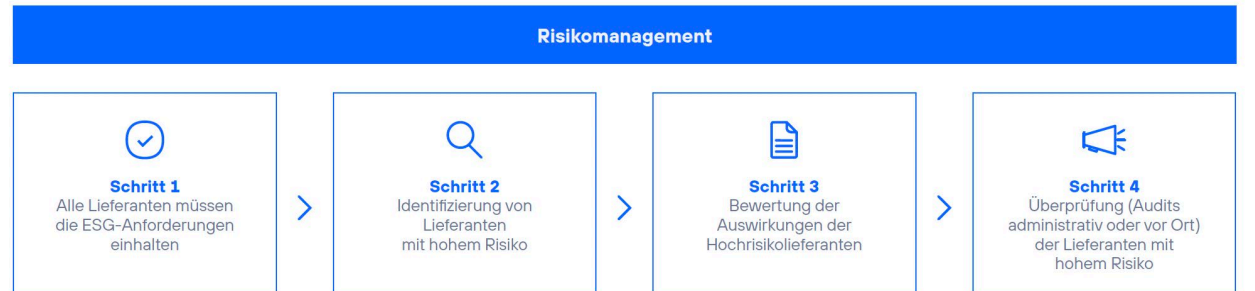 Risikomanagement
Schritt 1
Alle Lieferanten müssen
die ESG-Anforderungen
einhalten
Schritt 2
Identifizierung von
Lieferanten
mit hohem Risiko
Schritt 3
Bewertung der
Auswirkungen der
Hochrisikolieferanten
Schritt 4
Überprüfung (Audits
administrativ oder vor Ort)
der Lieferanten mit
hohem Risiko